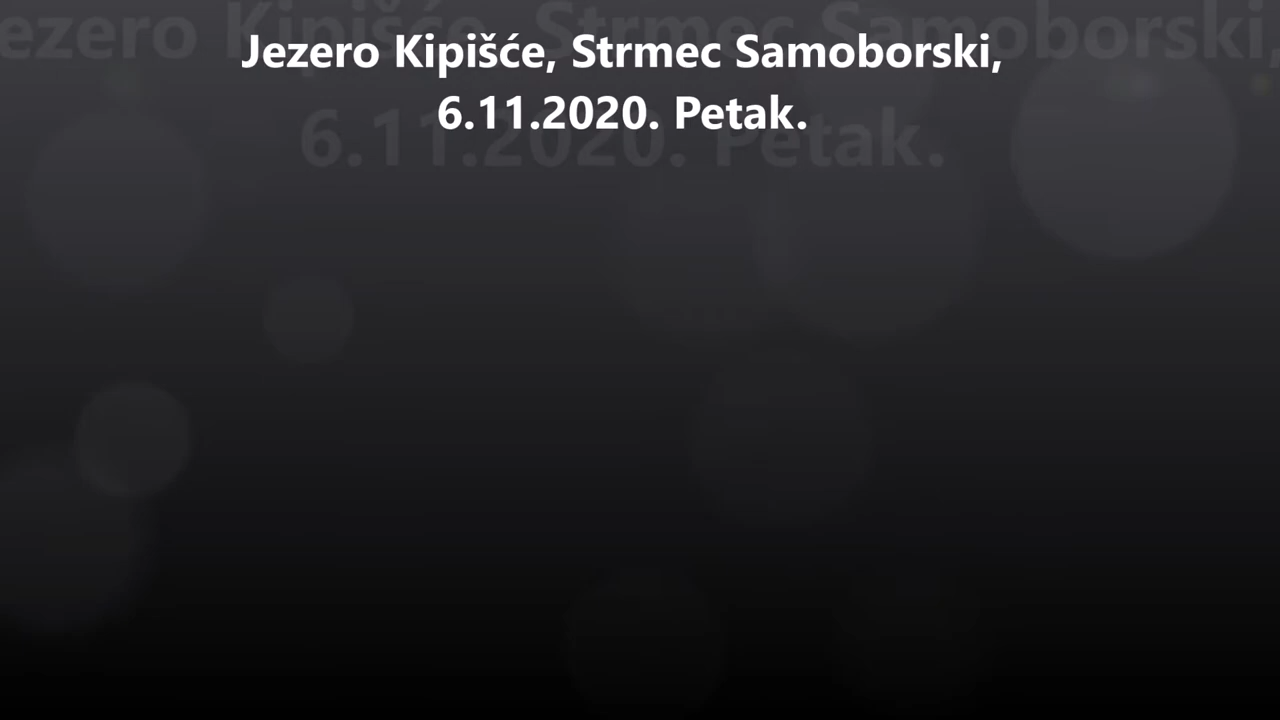 Jezero Kipišće, Strmec Samoborski,
6.11.2020. Petak.